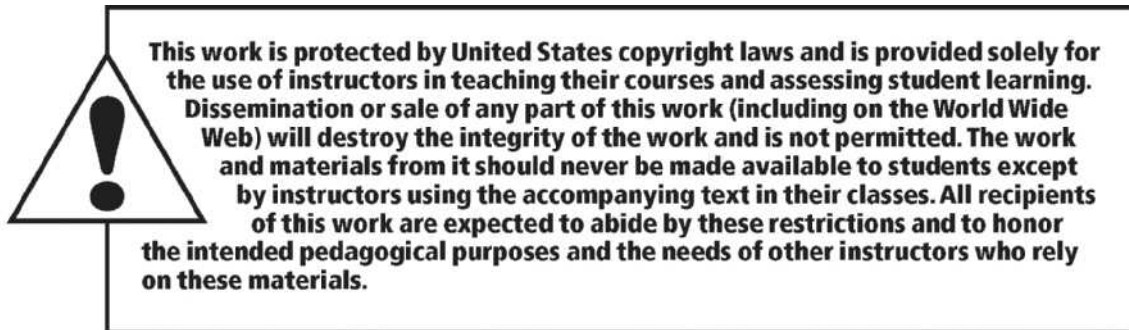 This work is protected by United States copyright laws and is provided solely for
the use of instructors in teaching their courses and assessing student learning.
Dissemination or sale of any part of this work (including on the World Wide
Web) will destroy the integrity of the work and is not permitted. The work
and materials from it should never be made available to students except
by instructors using the accompanying text in their classes. All recipients
of this work are expected to abide by these restrictions and to honor
the intended pedagogical purposes and the needs of other instructors who rely
on these materials.